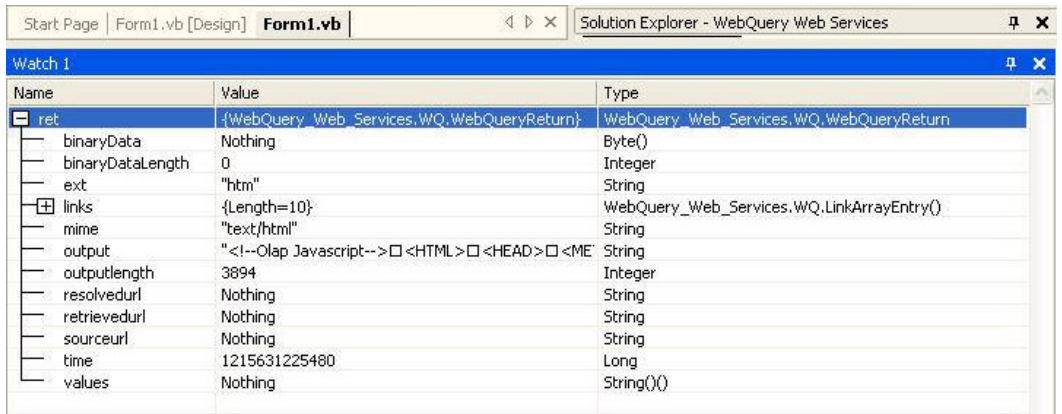 Start Page Form1.vb [Design] Form1.vb Solution Explorer - WebQuery Web Services
Watch 1
Name Value Type
ret {WebQuery_Web_Services.WQ.WebQueryReturn} WebQuery_Web_Services.WQ.WebQueryReturn
binaryData Nothing Byte()
binaryDataLength 0 Integer
ext "htm" String
links {Length=10} WebQuery_Web_Services.WQ.LinkArrayEntry()
mime "text/html" String
output "<!--Olap Javascript-->□<HTML>□<HEAD>□<ME String
outputlength 3894 Integer
resolvedurl Nothing String
retrievedurl Nothing String
sourceurl Nothing String
time 1215631225480 Long
values Nothing String()()